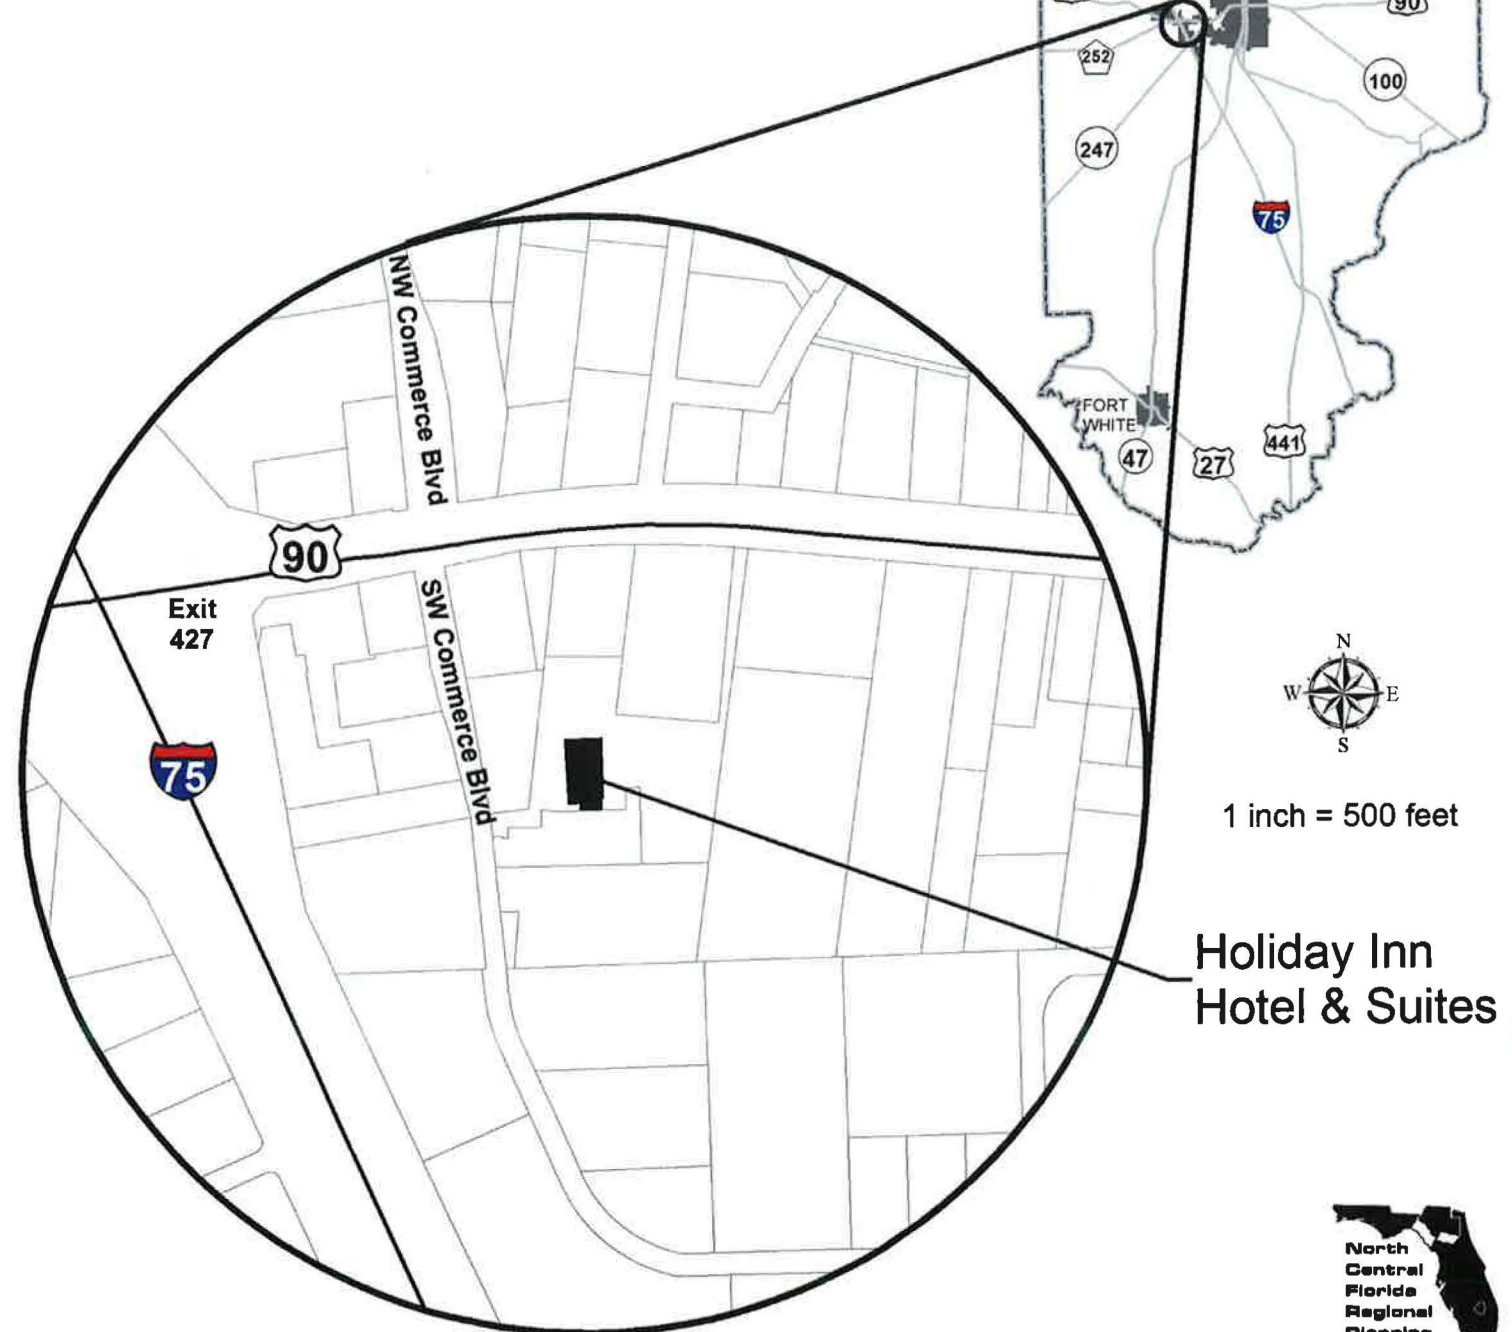 90
252
100
247
75
FORT
WHITE
47
27
441
NW Commerce Blvd
90
Exit
427
SW Commerce Blvd
75
N
W
E
S
1 inch = 500 feet
Holiday Inn
Hotel & Suites
North
Central
Florida
Regional
Planning